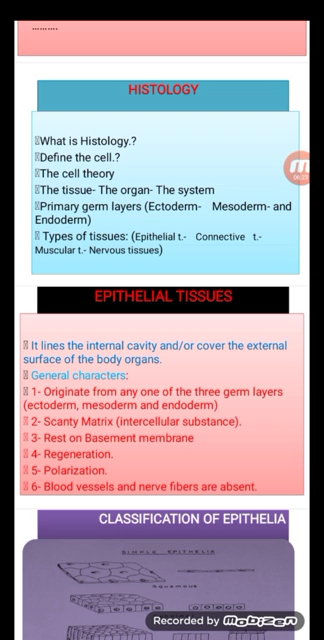 ..........
HISTOLOGY
What is Histology.?
Define the cell.?
The cell theory
The tissue- The organ- The system
Primary germ layers (Ectoderm- Mesoderm- and
Endoderm)
Types of tissues: (Epithelial t.- Connective t.-
Muscular t.- Nervous tissues)
EPITHELIAL TISSUES
It lines the internal cavity and/or cover the external
surface of the body organs.
General characters:
1- Originate from any one of the three germ layers
(ectoderm, mesoderm and endoderm)
2- Scanty Matrix (intercellular substance).
3- Rest on Basement membrane
4- Regeneration.
5- Polarization.
6- Blood vessels and nerve fibers are absent.
CLASSIFICATION OF EPITHELIA
SIMPLE EPITHELIA
Squamous
Recorded by mobizen